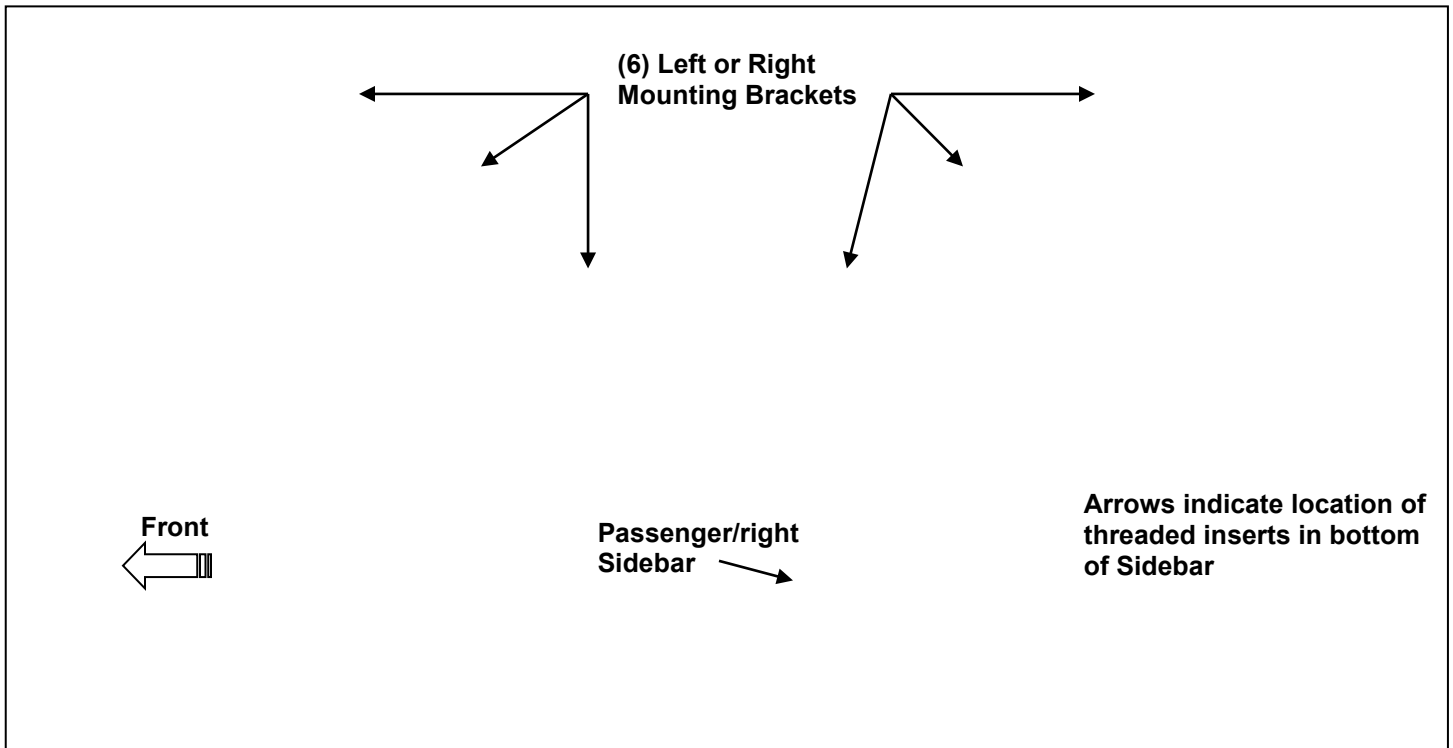 (6) Left or Right
Mounting Brackets
Front
Passenger/right
Sidebar
Arrows indicate location of
threaded inserts in bottom
of Sidebar